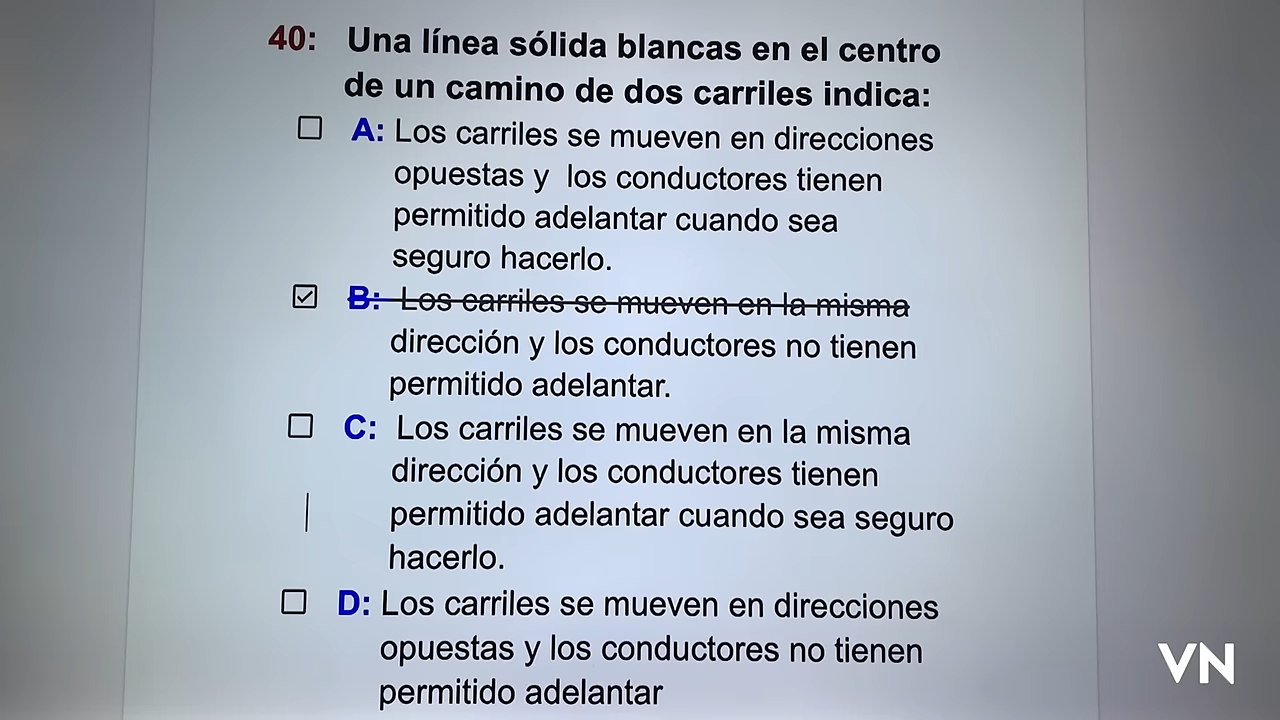 40: Una línea sólida blancas en el centro
de un camino de dos carriles indica:
A: Los carriles se mueven en direcciones
opuestas y los conductores tienen
permitido adelantar cuando sea
seguro hacerlo.
B: Los carriles se mueven en la misma
dirección y los conductores no tienen
permitido adelantar.
C: Los carriles se mueven en la misma
dirección y los conductores tienen
permitido adelantar cuando sea seguro
hacerlo.
D: Los carriles se mueven en direcciones
opuestas y los conductores no tienen
permitido adelantar
VN